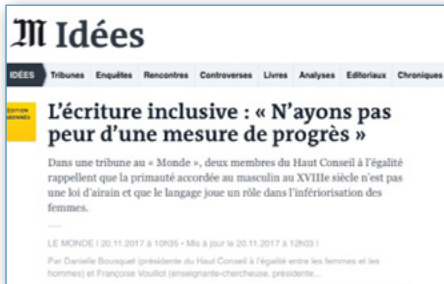 M Idées
IDÉES Tribunes Enquêtes Rencontres Controverses Livres Analyses Editoriaux Chroniques
ÉDITION ABONNÉS
L'écriture inclusive : « N'ayons pas
peur d'une mesure de progrès »
Dans une tribune au « Monde », deux membres du Haut Conseil à l'égalité
rappellent que la primauté accordée au masculin au XVIIIe siècle n'est pas
une loi d'airain et que le langage joue un rôle dans l'infériorisation des
femmes.
LE MONDE | 20.11.2017 à 10h35 • Mis à jour le 20.11.2017 à 12h03 |
Par Danielle Bousquet (présidente du Haut Conseil à l'égalité entre les femmes et les
hommes) et Françoise Vouillot (enseignante-chercheuse, présidente...